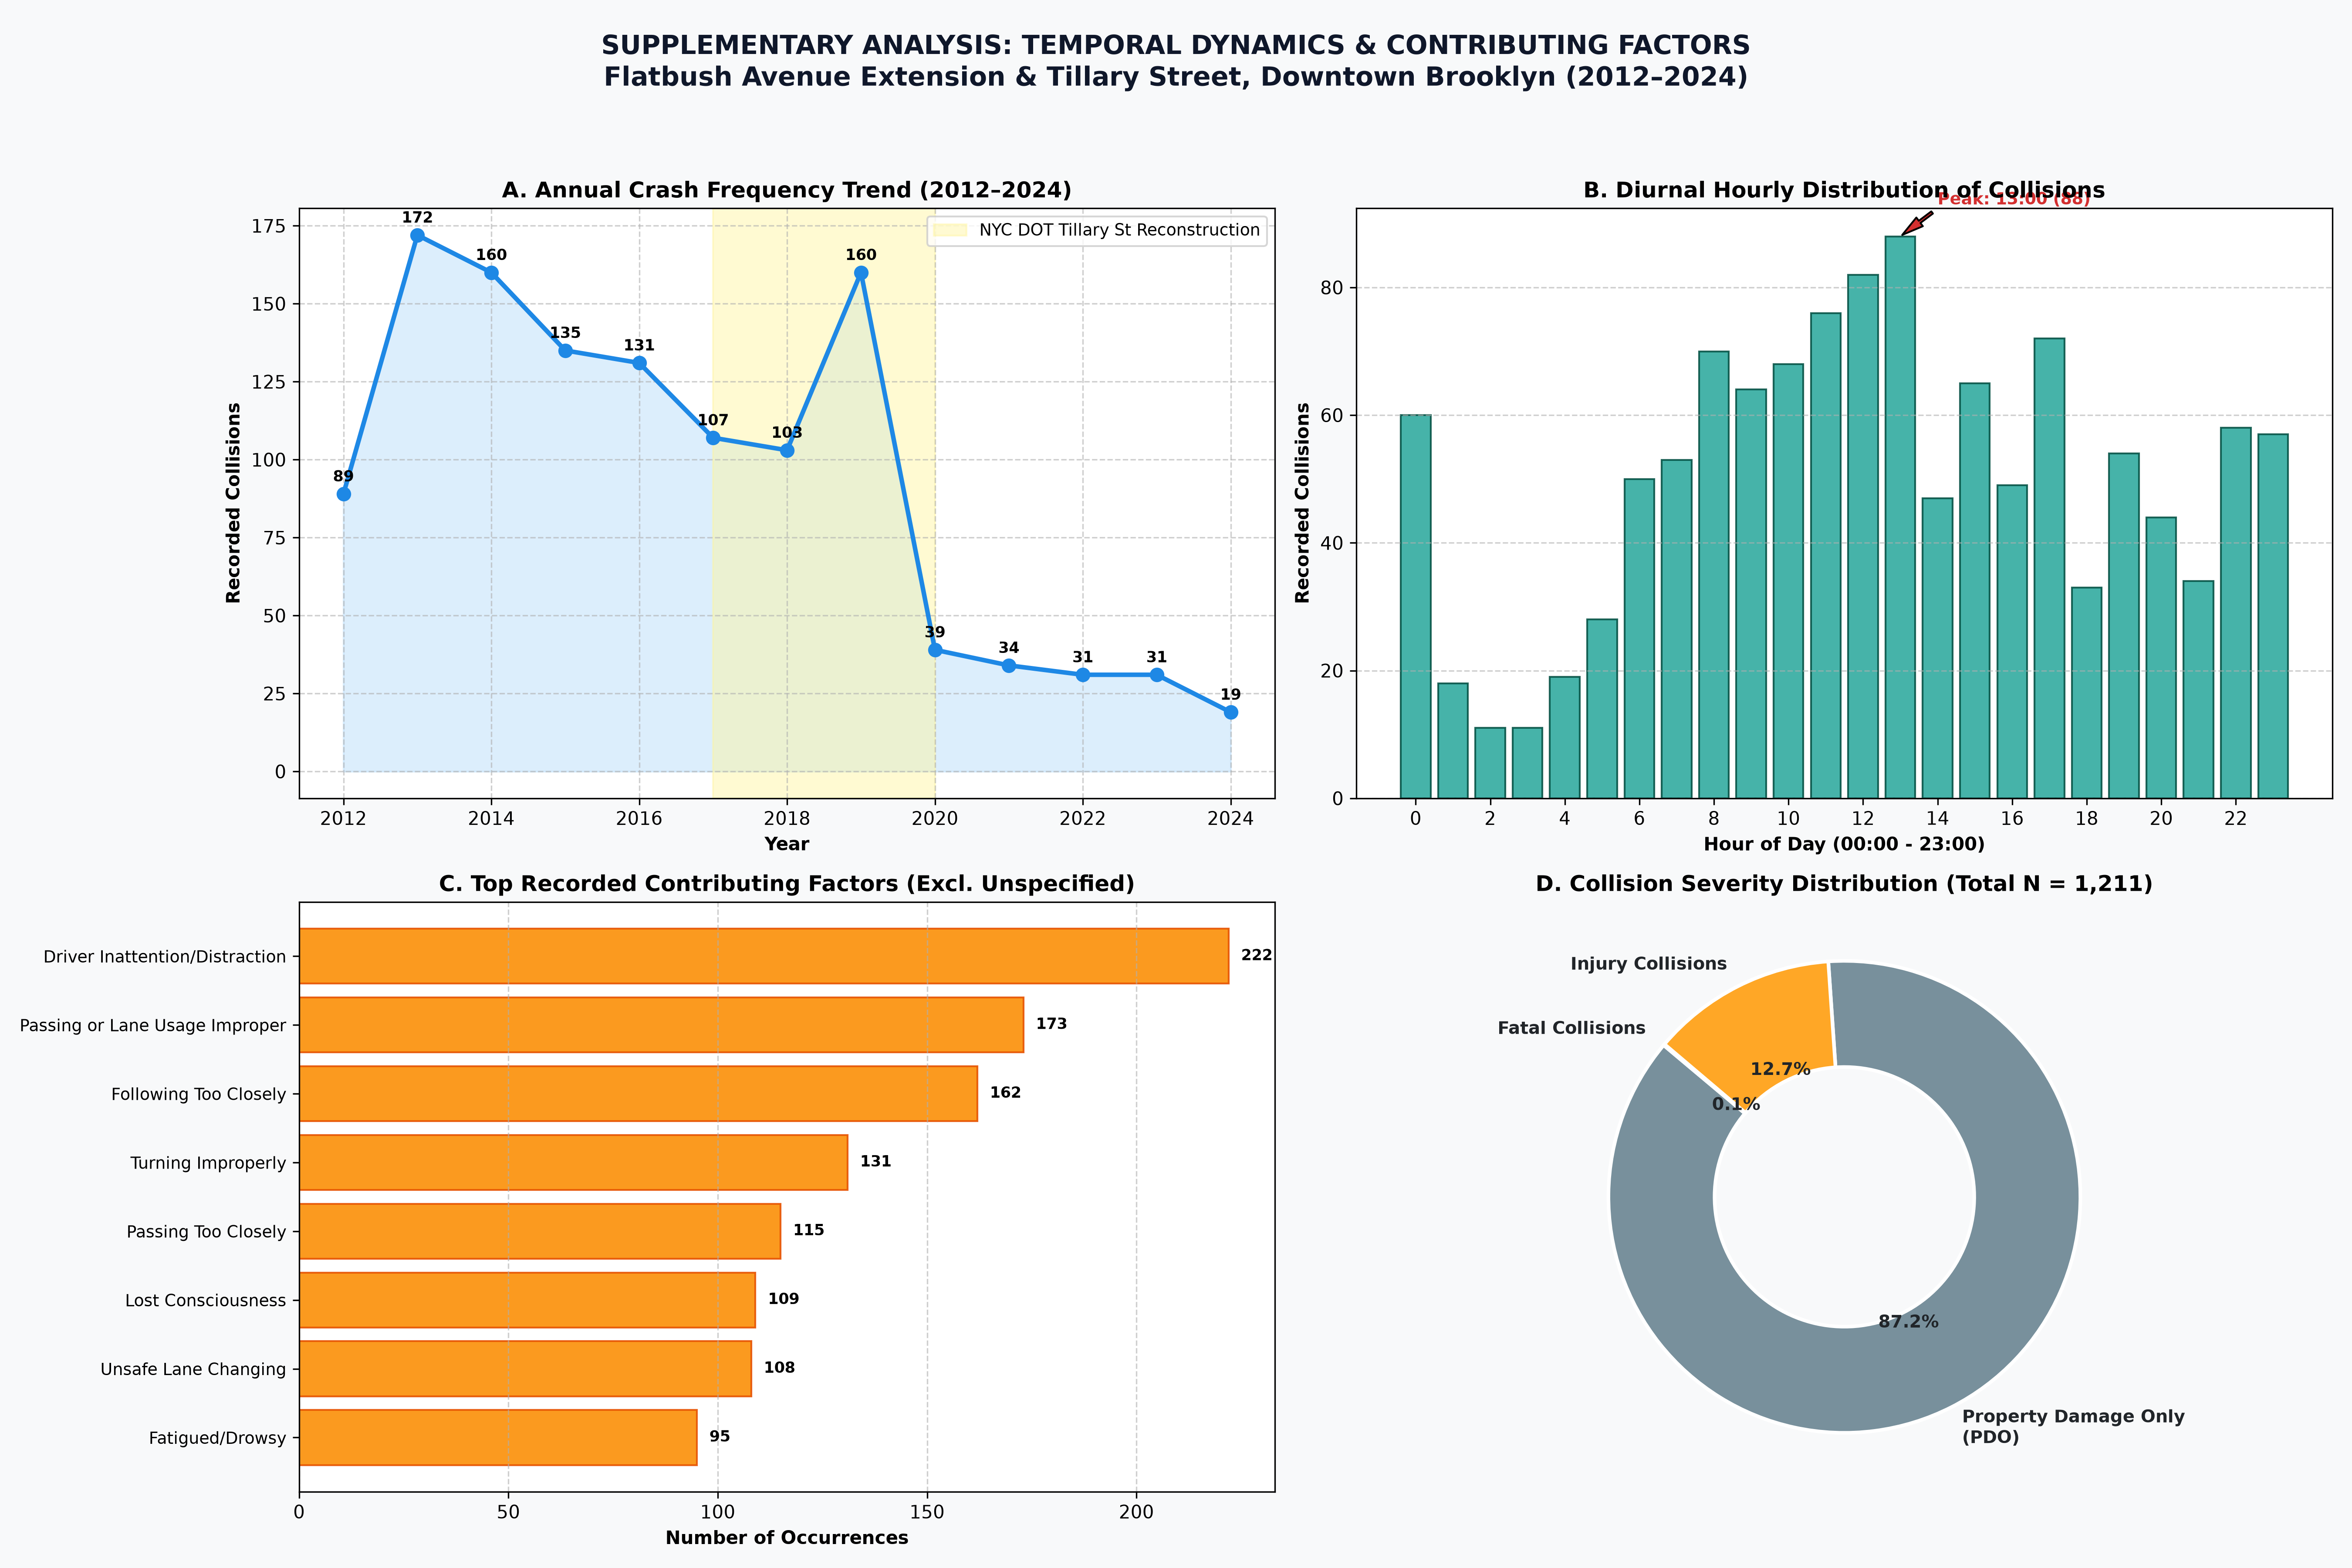 SUPPLEMENTARY ANALYSIS: TEMPORAL DYNAMICS & CONTRIBUTING FACTORS
Flatbush Avenue Extension & Tillary Street, Downtown Brooklyn (2012–2024)
A. Annual Crash Frequency Trend (2012–2024)
NYC DOT Tillary St Reconstruction
Recorded Collisions
175
150
125
100
75
50
25
0
89
172
160
135
131
107
103
160
39
34
31
31
19
2012
2014
2016
2018
2020
2022
2024
Year
B. Diurnal Hourly Distribution of Collisions
Peak: 13:00 (88)
Recorded Collisions
80
60
40
20
0
0
2
4
6
8
10
12
14
16
18
20
22
Hour of Day (00:00 - 23:00)
C. Top Recorded Contributing Factors (Excl. Unspecified)
Driver Inattention/Distraction 222
Passing or Lane Usage Improper 173
Following Too Closely 162
Turning Improperly 131
Passing Too Closely 115
Lost Consciousness 109
Unsafe Lane Changing 108
Fatigued/Drowsy 95
0
50
100
150
200
Number of Occurrences
D. Collision Severity Distribution (Total N = 1,211)
Injury Collisions
Fatal Collisions
12.7%
0.1%
87.2%
Property Damage Only
(PDO)